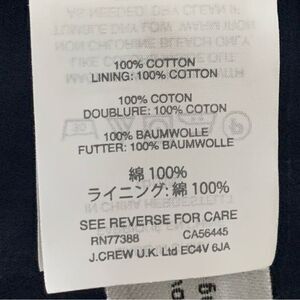 100% COTTON
LINING: 100% COTTON
100% COTON
DOUBLURE: 100% COTON
100% BAUMWOLLE
FUTTER: 100% BAUMWOLLE
綿 100%
ライニング: 綿 100%
SEE REVERSE FOR CARE
RN77388 CA56445
J.CREW U.K. Ltd EC4V 6JA